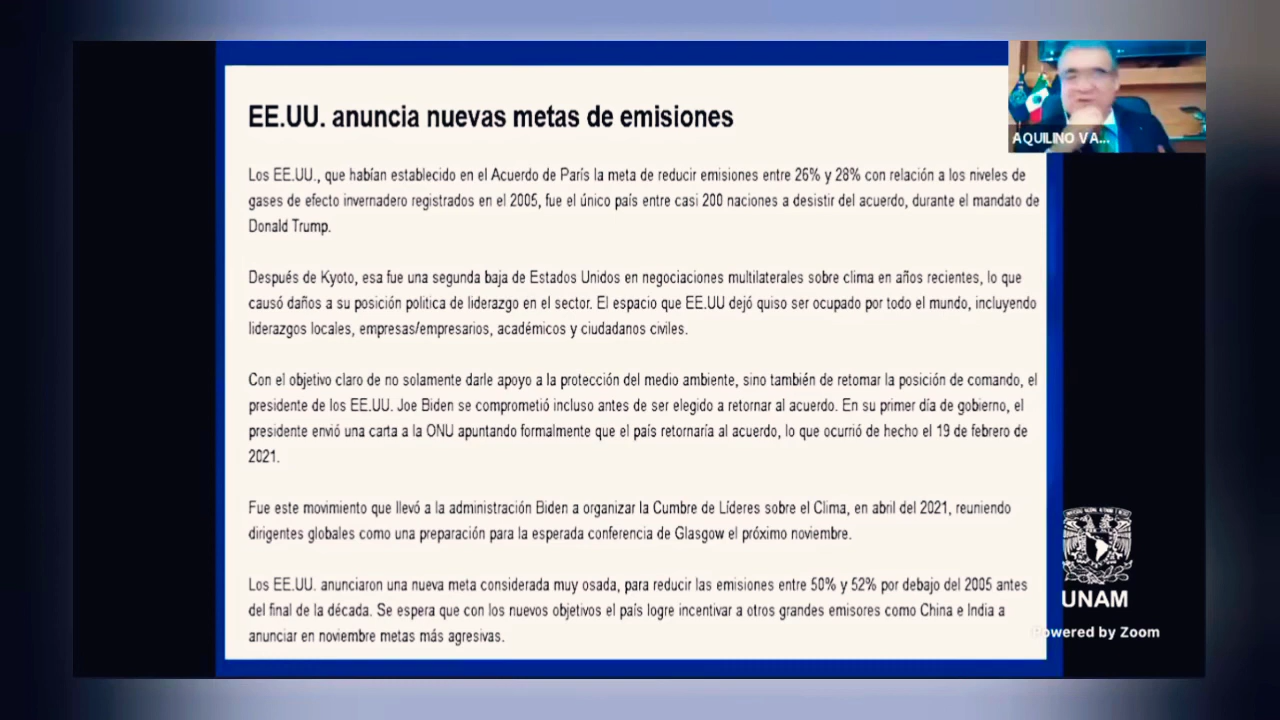 EE.UU. anuncia nuevas metas de emisiones
AQUILINO VA...
Los EE.UU., que habían establecido en el Acuerdo de París la meta de reducir emisiones entre 26% y 28% con relación a los niveles de
gases de efecto invernadero registrados en el 2005, fue el único país entre casi 200 naciones a desistir del acuerdo, durante el mandato de
Donald Trump.
Después de Kyoto, esa fue una segunda baja de Estados Unidos en negociaciones multilaterales sobre clima en años recientes, lo que
causó daños a su posición politica de liderazgo en el sector. El espacio que EE.UU dejó quiso ser ocupado por todo el mundo, incluyendo
liderazgos locales, empresas/empresarios, académicos y ciudadanos civiles.
Con el objetivo claro de no solamente darle apoyo a la protección del medio ambiente, sino también de retomar la posición de comando, el
presidente de los EE.UU. Joe Biden se comprometió incluso antes de ser elegido a retornar al acuerdo. En su primer día de gobierno, el
presidente envió una carta a la ONU apuntando formalmente que el país retornaría al acuerdo, lo que ocurrió de hecho el 19 de febrero de
2021.
Fue este movimiento que llevó a la administración Biden a organizar la Cumbre de Líderes sobre el Clima, en abril del 2021, reuniendo
dirigentes globales como una preparación para la esperada conferencia de Glasgow el próximo noviembre.
Los EE.UU. anunciaron una nueva meta considerada muy osada, para reducir las emisiones entre 50% y 52% por debajo del 2005 antes
del final de la década. Se espera que con los nuevos objetivos el país logre incentivar a otros grandes emisores como China e India a
anunciar en noviembre metas más agresivas.
UNAM
Powered by Zoom